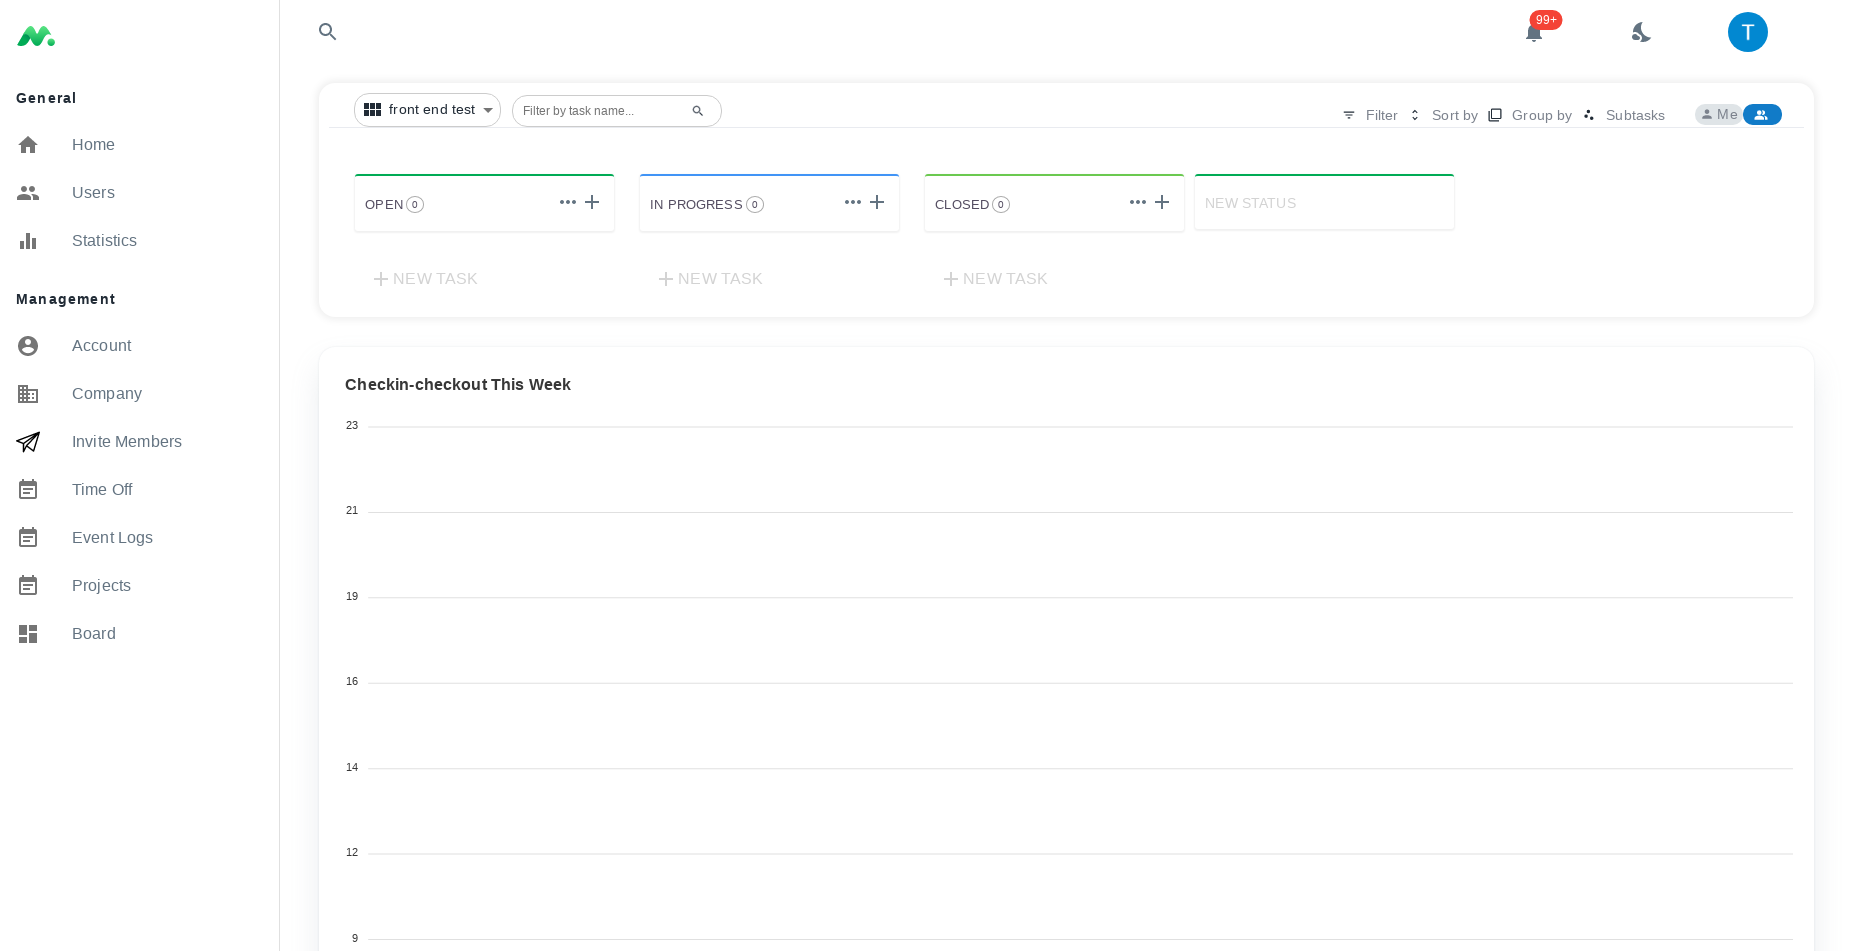 99+
T
General
Home
Users
Statistics
Management
Account
Company
Invite Members
Time Off
Event Logs
Projects
Board
front end test
Filter by task name...
Filter
Sort by
Group by
Subtasks
Me
OPEN 0
IN PROGRESS 0
CLOSED 0
NEW STATUS
NEW TASK
NEW TASK
NEW TASK
Checkin-checkout This Week
23
21
19
16
14
12
9